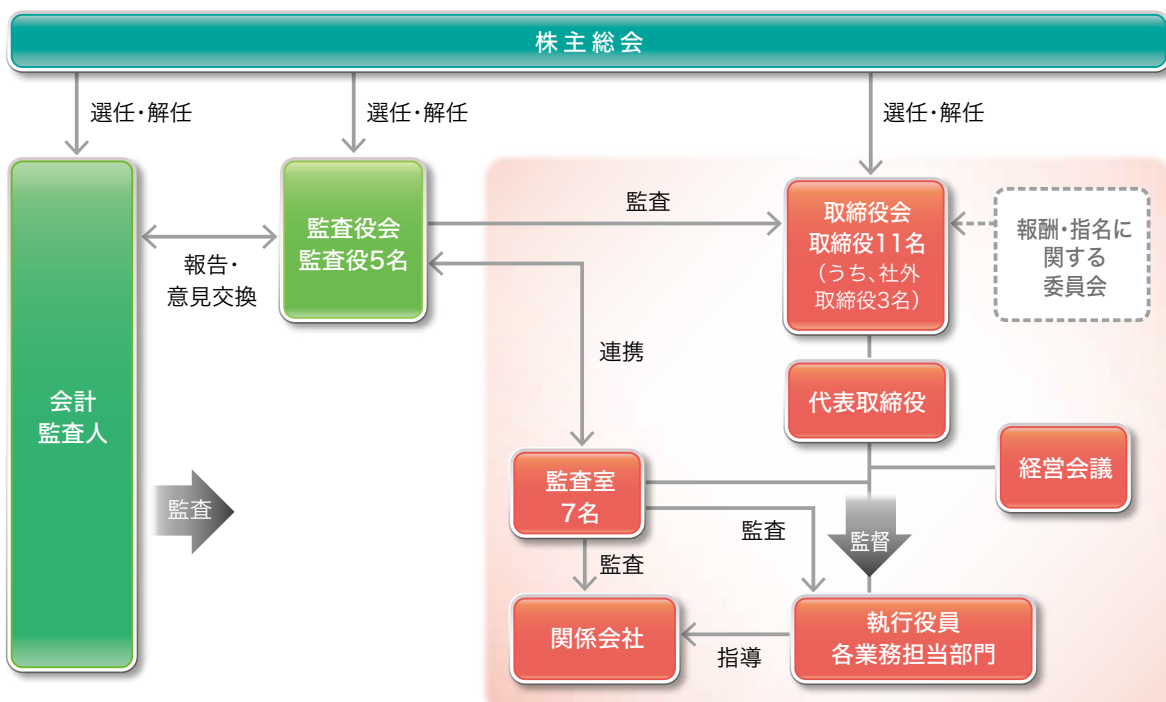 株主総会
選任・解任
選任・解任
選任・解任
会計
監査人
監査
報告・
意見交換
監査役会
監査役5名
監査
連携
取締役会
取締役11名
（うち、社外
取締役3名）
報酬・指名に
関する
委員会
代表取締役
経営会議
監査室
7名
監査
監査
監督
関係会社
指導
執行役員
各業務担当部門